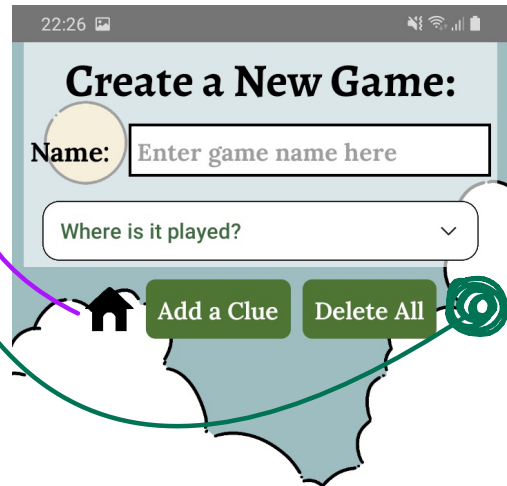 22:26
Create a New Game:
Name: Enter game name here
Where is it played?
Add a Clue Delete All